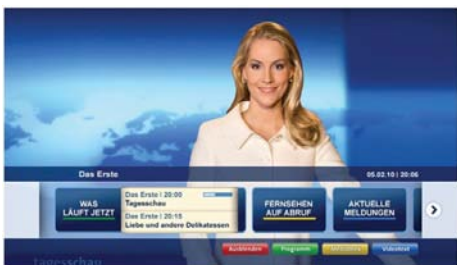 Das Erste
05.02.10 | 20:06
WAS
LÄUFT JETZT
Das Erste | 20:00
Tagesschau
Das Erste | 20:15
Liebe und andere Delikatessen
FERNSEHEN
AUF ABRUF
AKTUELLE
MELDUNGEN
Ausblenden
Programm
Mediathek
Videotext
tagesschau